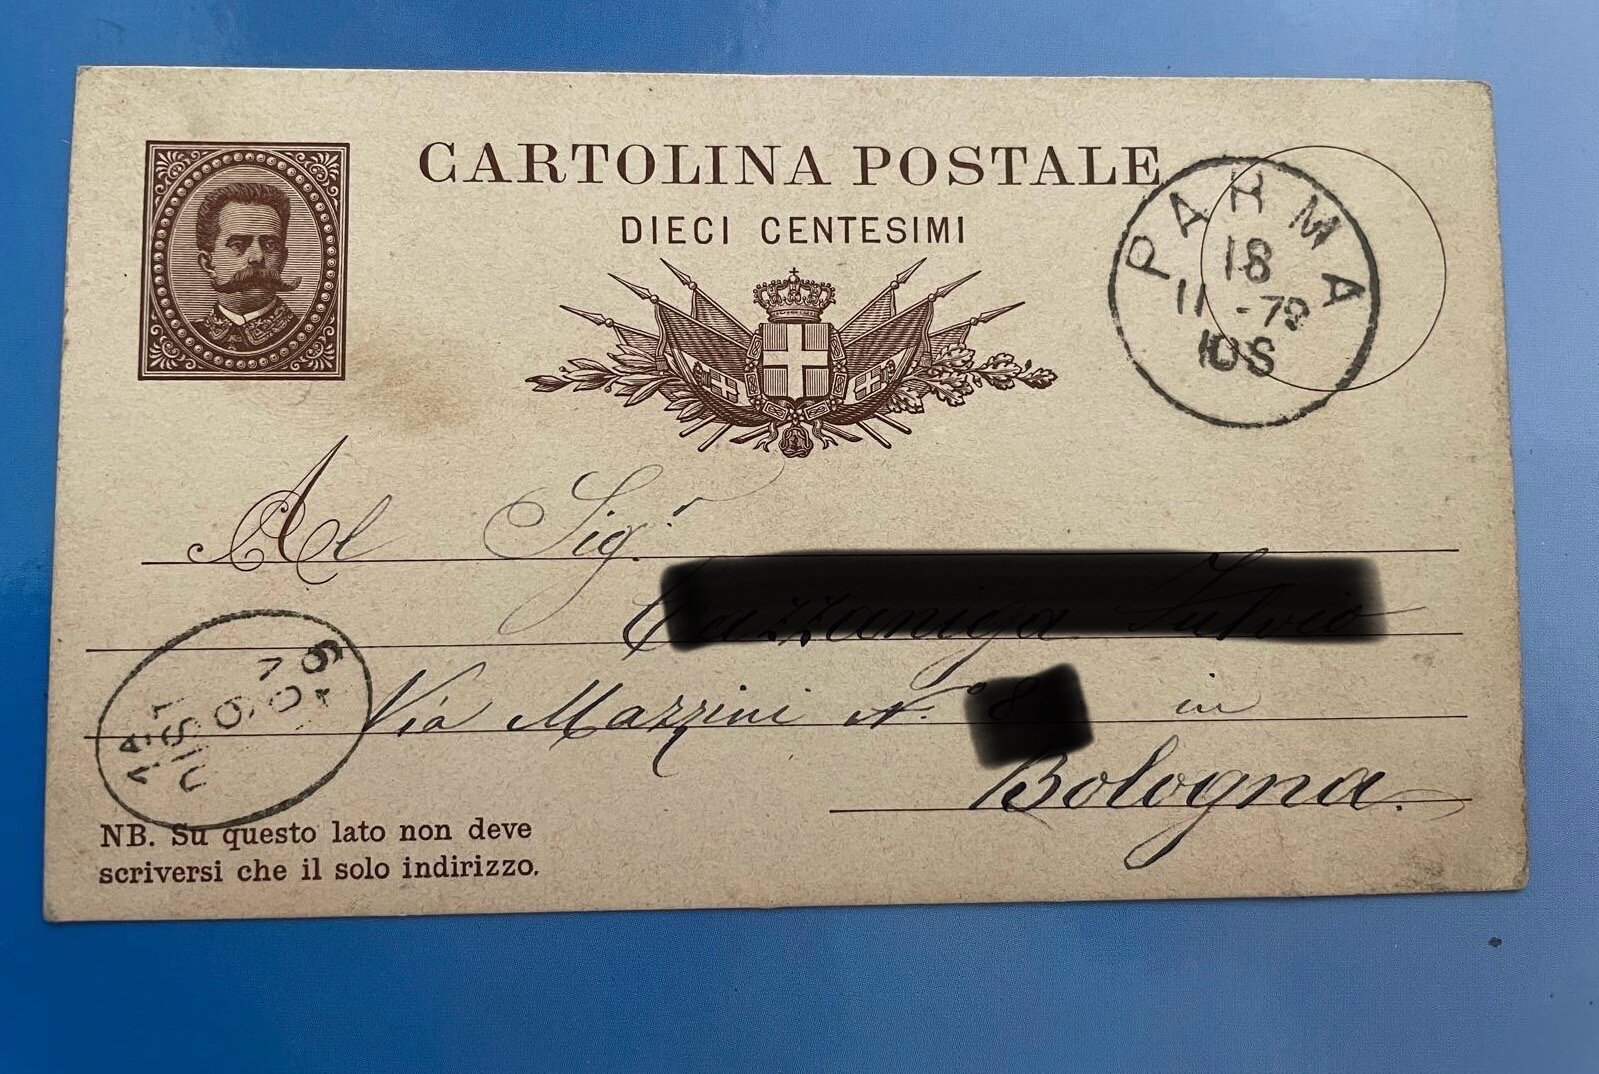 CARTOLINA POSTALE
DIECI CENTESIMI
PARMA
18
11 - 79
10S
Al Sig.r
Via Mazzini N.° 8 in
Bologna.
NB. Su questo lato non deve
scriversi che il solo indirizzo.